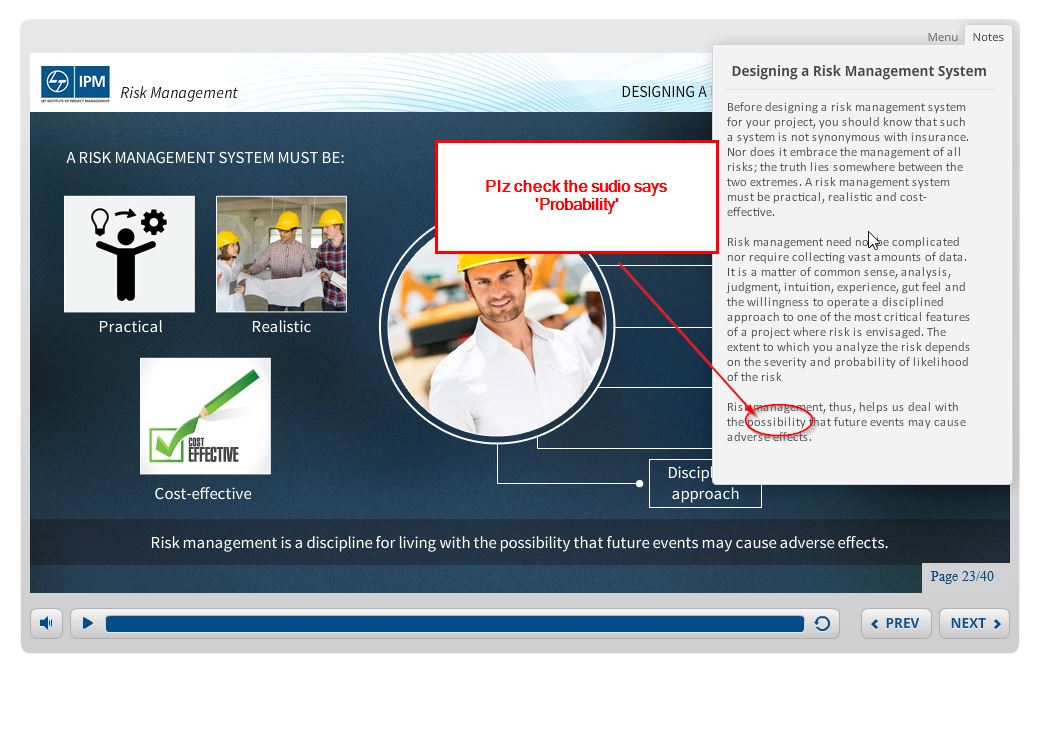 Menu
Notes
IPM
L&T INSTITUTE OF PROJECT MANAGEMENT
Risk Management
DESIGNING A
Designing a Risk Management System
Before designing a risk management system
for your project, you should know that such
a system is not synonymous with insurance.
Nor does it embrace the management of all
risks; the truth lies somewhere between the
two extremes. A risk management system
must be practical, realistic and cost-
effective.
Risk management need not be complicated
nor require collecting vast amounts of data.
It is a matter of common sense, analysis,
judgment, intuition, experience, gut feel and
the willingness to operate a disciplined
approach to one of the most critical features
of a project where risk is envisaged. The
extent to which you analyze the risk depends
on the severity and probability of likelihood
of the risk
Risk management, thus, helps us deal with
the possibility that future events may cause
adverse effects.
A RISK MANAGEMENT SYSTEM MUST BE:
Plz check the sudio says
'Probability'
Practical
Realistic
COST
EFFECTIVE
Cost-effective
Discipl
approach
Risk management is a discipline for living with the possibility that future events may cause adverse effects.
Page 23/40
PREV
NEXT